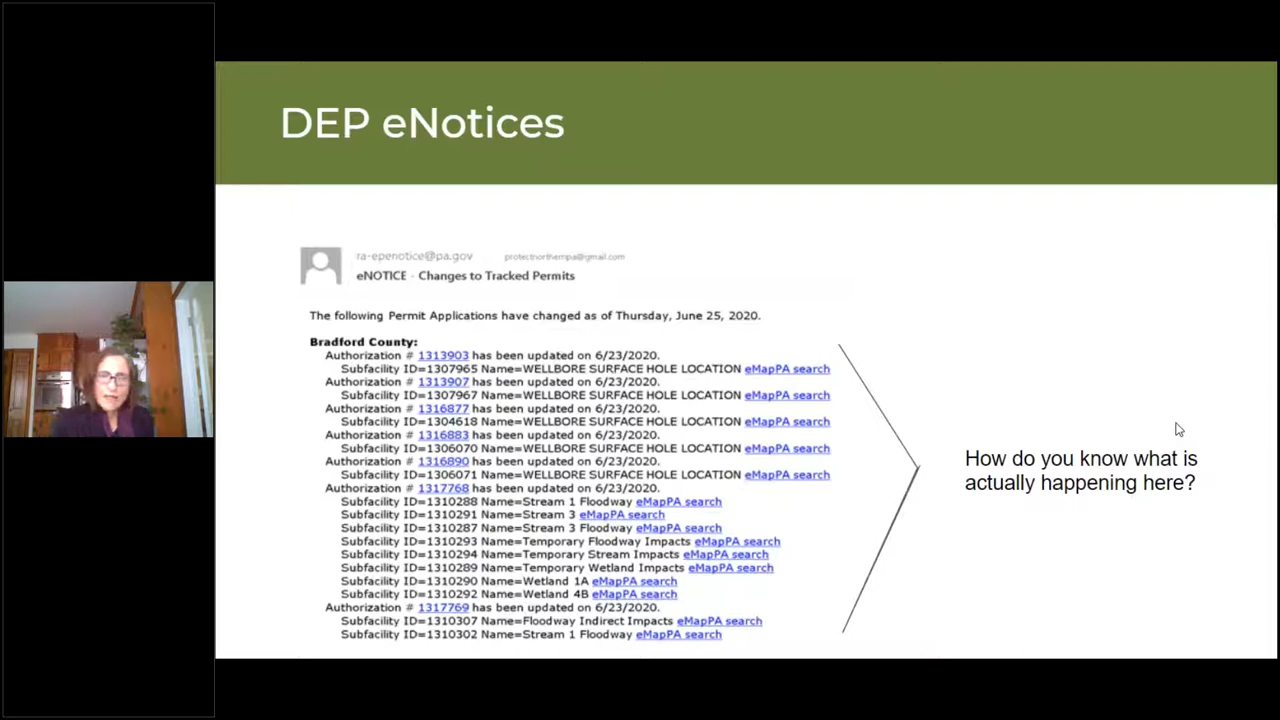 DEP eNotices
ra-epenotice@pa.gov protectnorthernpa@gmail.com
eNOTICE - Changes to Tracked Permits
The following Permit Applications have changed as of Thursday, June 25, 2020.
Bradford County:
Authorization # 1313903 has been updated on 6/23/2020.
Subfacility ID=1307965 Name=WELLBORE SURFACE HOLE LOCATION eMapPA search
Authorization # 1313907 has been updated on 6/23/2020.
Subfacility ID=1307967 Name=WELLBORE SURFACE HOLE LOCATION eMapPA search
Authorization # 1316877 has been updated on 6/23/2020.
Subfacility ID=1304618 Name=WELLBORE SURFACE HOLE LOCATION eMapPA search
Authorization # 1316883 has been updated on 6/23/2020.
Subfacility ID=1306070 Name=WELLBORE SURFACE HOLE LOCATION eMapPA search
Authorization # 1316890 has been updated on 6/23/2020.
Subfacility ID=1306071 Name=WELLBORE SURFACE HOLE LOCATION eMapPA search
Authorization # 1317768 has been updated on 6/23/2020.
Subfacility ID=1310288 Name=Stream 1 Floodway eMapPA search
Subfacility ID=1310291 Name=Stream 3 eMapPA search
Subfacility ID=1310287 Name=Stream 3 Floodway eMapPA search
Subfacility ID=1310293 Name=Temporary Floodway Impacts eMapPA search
Subfacility ID=1310294 Name=Temporary Stream Impacts eMapPA search
Subfacility ID=1310289 Name=Temporary Wetland Impacts eMapPA search
Subfacility ID=1310290 Name=Wetland 1A eMapPA search
Subfacility ID=1310292 Name=Wetland 4B eMapPA search
Authorization # 1317769 has been updated on 6/23/2020.
Subfacility ID=1310307 Name=Floodway Indirect Impacts eMapPA search
Subfacility ID=1310302 Name=Stream 1 Floodway eMapPA search
How do you know what is
actually happening here?